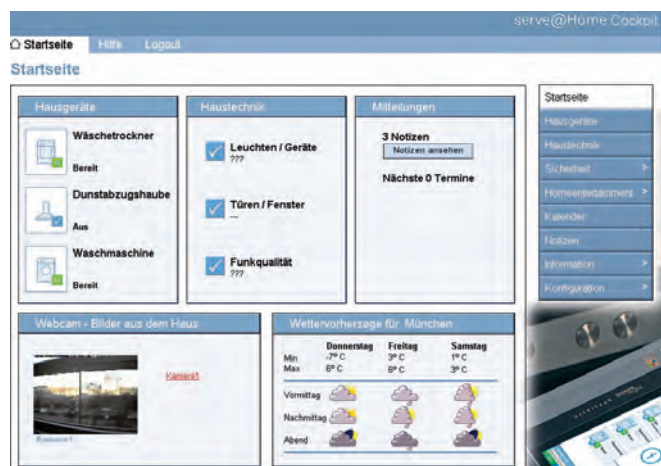 serve@Home Cockpit
Startseite Hilfe Logout
Startseite
Hausgeräte
Wäschetrockner
Bereit
Dunstabzugshaube
Aus
Waschmaschine
Bereit
Haustechnik
Leuchten / Geräte
???
Türen / Fenster
---
Funkqualität
???
Mitteilungen
3 Notizen
Notizen ansehen
Nächste 0 Termine
Startseite
Hausgeräte
Haustechnik
Sicherheit >
Homeentertainment >
Kalender
Notizen
Information >
Konfiguration >
Webcam - Bilder aus dem Haus
Kamera1
Kamera1
Wettervorhersage für München
Donnerstag Freitag Samstag
Min -7° C 3° C 1° C
Max 6° C 6° C 3° C
Vormittag
Nachmittag
Abend